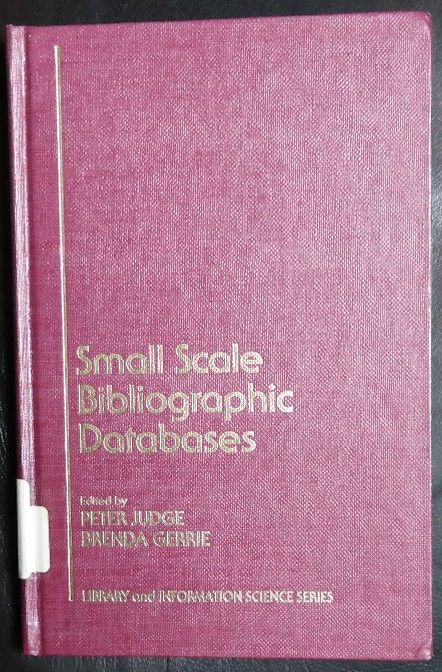 Small Scale
Bibliographic
Databases
Edited by
PETER JUDGE
BRENDA GERRIE
LIBRARY and INFORMATION SCIENCE SERIES